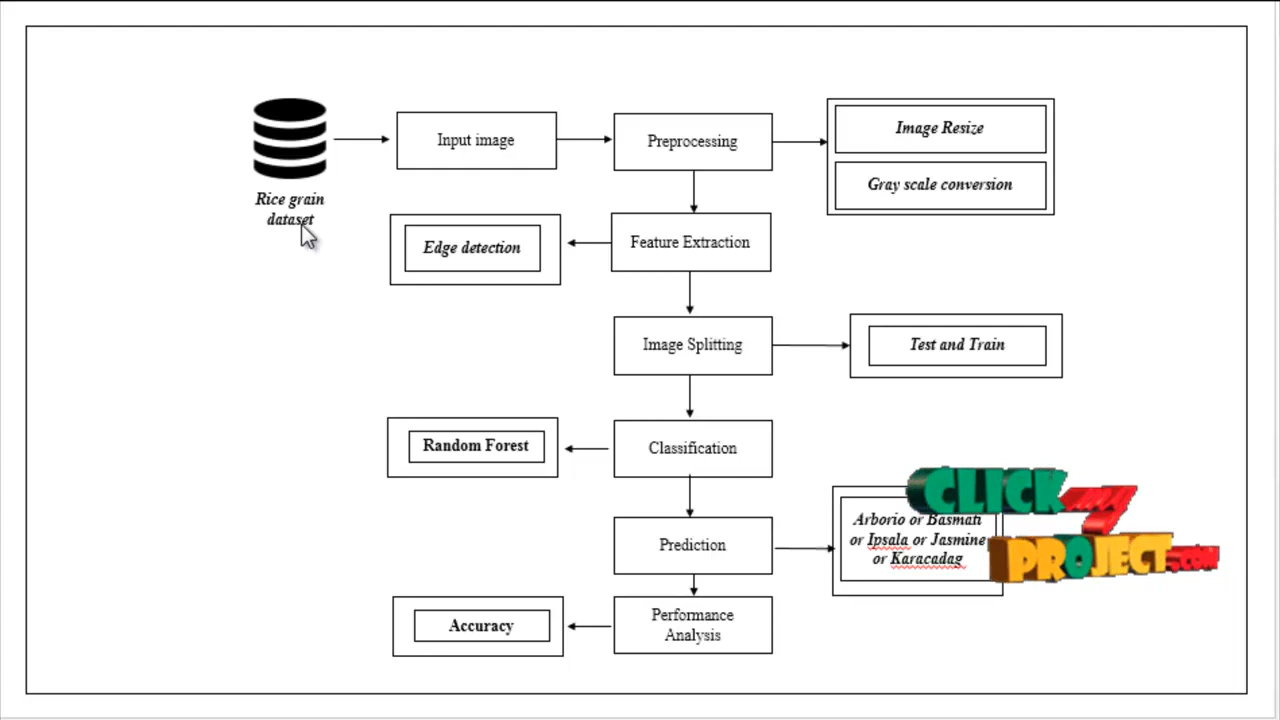 Rice grain
dataset
Input image
Preprocessing
Image Resize
Gray scale conversion
Feature Extraction
Edge detection
Image Splitting
Test and Train
Classification
Random Forest
Prediction
Arborio or Basmati
or Ipsala or Jasmine
or Karacadag
Performance
Analysis
Accuracy
CLICK my
PROJECT.COM